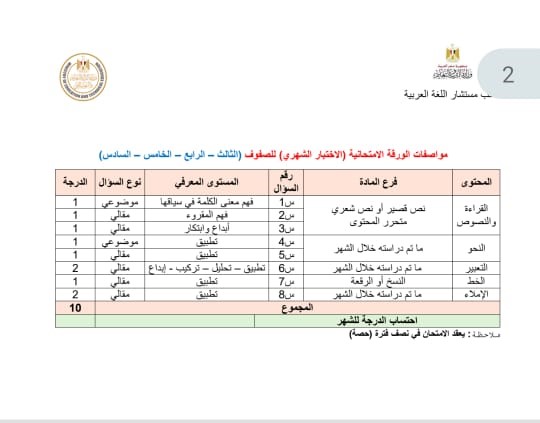 2
مستشار اللغة العربية
مواصفات الورقة الامتحانية (الاختبار الشهري) للصفوف (الثالث – الرابع – الخامس – السادس)
المحتوى فرع المادة رقم السؤال المستوى المعرفي نوع السؤال الدرجة
القراءة والنصوص نص قصير أو نص شعري متحرر المحتوى س1 فهم معنى الكلمة في سياقها موضوعي 1
س2 فهم المقروء مقالي 1
س3 أبداع وابتكار مقالي 1
النحو ما تم دراسته خلال الشهر س4 تطبيق موضوعي 1
س5 تطبيق مقالي 1
التعبير ما تم دراسته خلال الشهر س6 تطبيق – تحليل – تركيب - إبداع مقالي 2
الخط النسخ أو الرقعة س7 تطبيق مقالي 1
الإملاء ما تم دراسته خلال الشهر س8 تطبيق مقالي 2
المجموع 10
احتساب الدرجة للشهر
ملاحظة : يعقد الامتحان في نصف فترة (حصة)